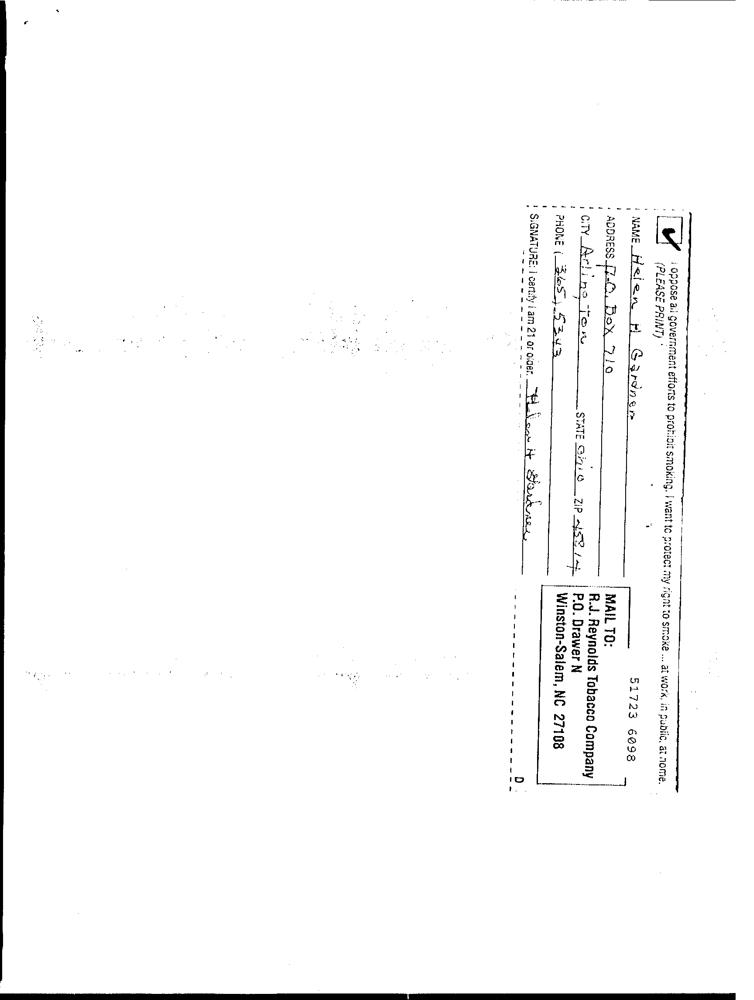 ✓ I oppose all government efforts to prohibit smoking. I want to protect my right to smoke ... at work, in public, at home.
(PLEASE PRINT)
51723 6098
NAME Helen H Gardner
ADDRESS P.O. Box 710
CITY Arlington STATE Ohio ZIP 45814
PHONE ( 365 ) 5343
SIGNATURE: I certify I am 21 or older. Helen H Gardner
MAIL TO:
R.J. Reynolds Tobacco Company
P.O. Drawer N
Winston-Salem, NC 27108
D